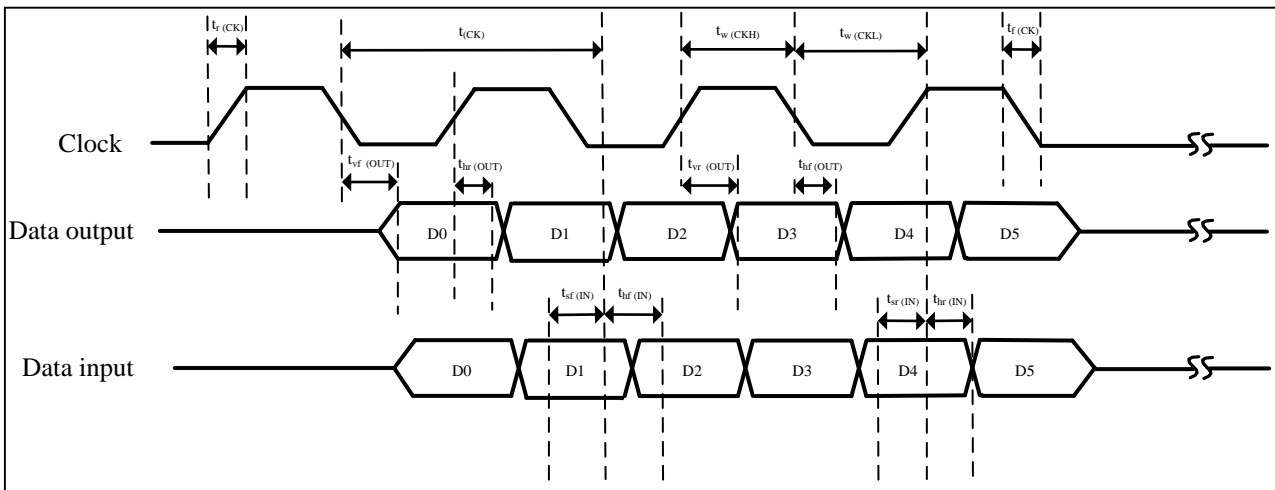 tr (CK)
t(CK)
tw (CKH)
tw (CKL)
tf (CK)
Clock
tvf (OUT)
thr (OUT)
tvr (OUT)
thf (OUT)
Data output
D0
D1
D2
D3
D4
D5
tsf (IN)
thf (IN)
tsr (IN)
thr (IN)
Data input
D0
D1
D2
D3
D4
D5